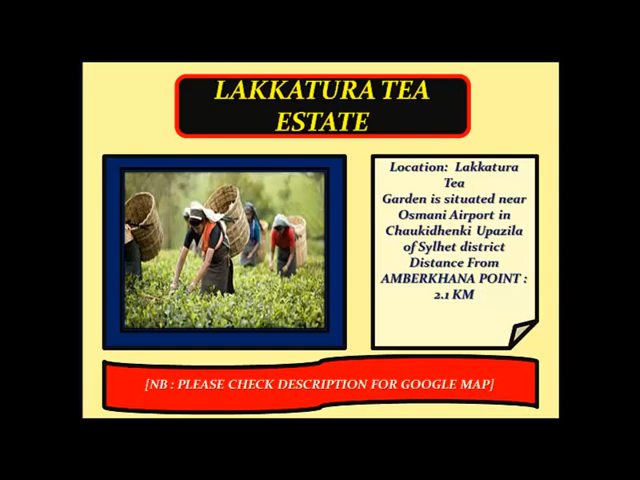 LAKKATURA TEA
ESTATE
Location: Lakkatura
Tea
Garden is situated near
Osmani Airport in
Chaukidhenki Upazila
of Sylhet district
Distance From
AMBERKHANA POINT :
2.1 KM
[NB : PLEASE CHECK DESCRIPTION FOR GOOGLE MAP]